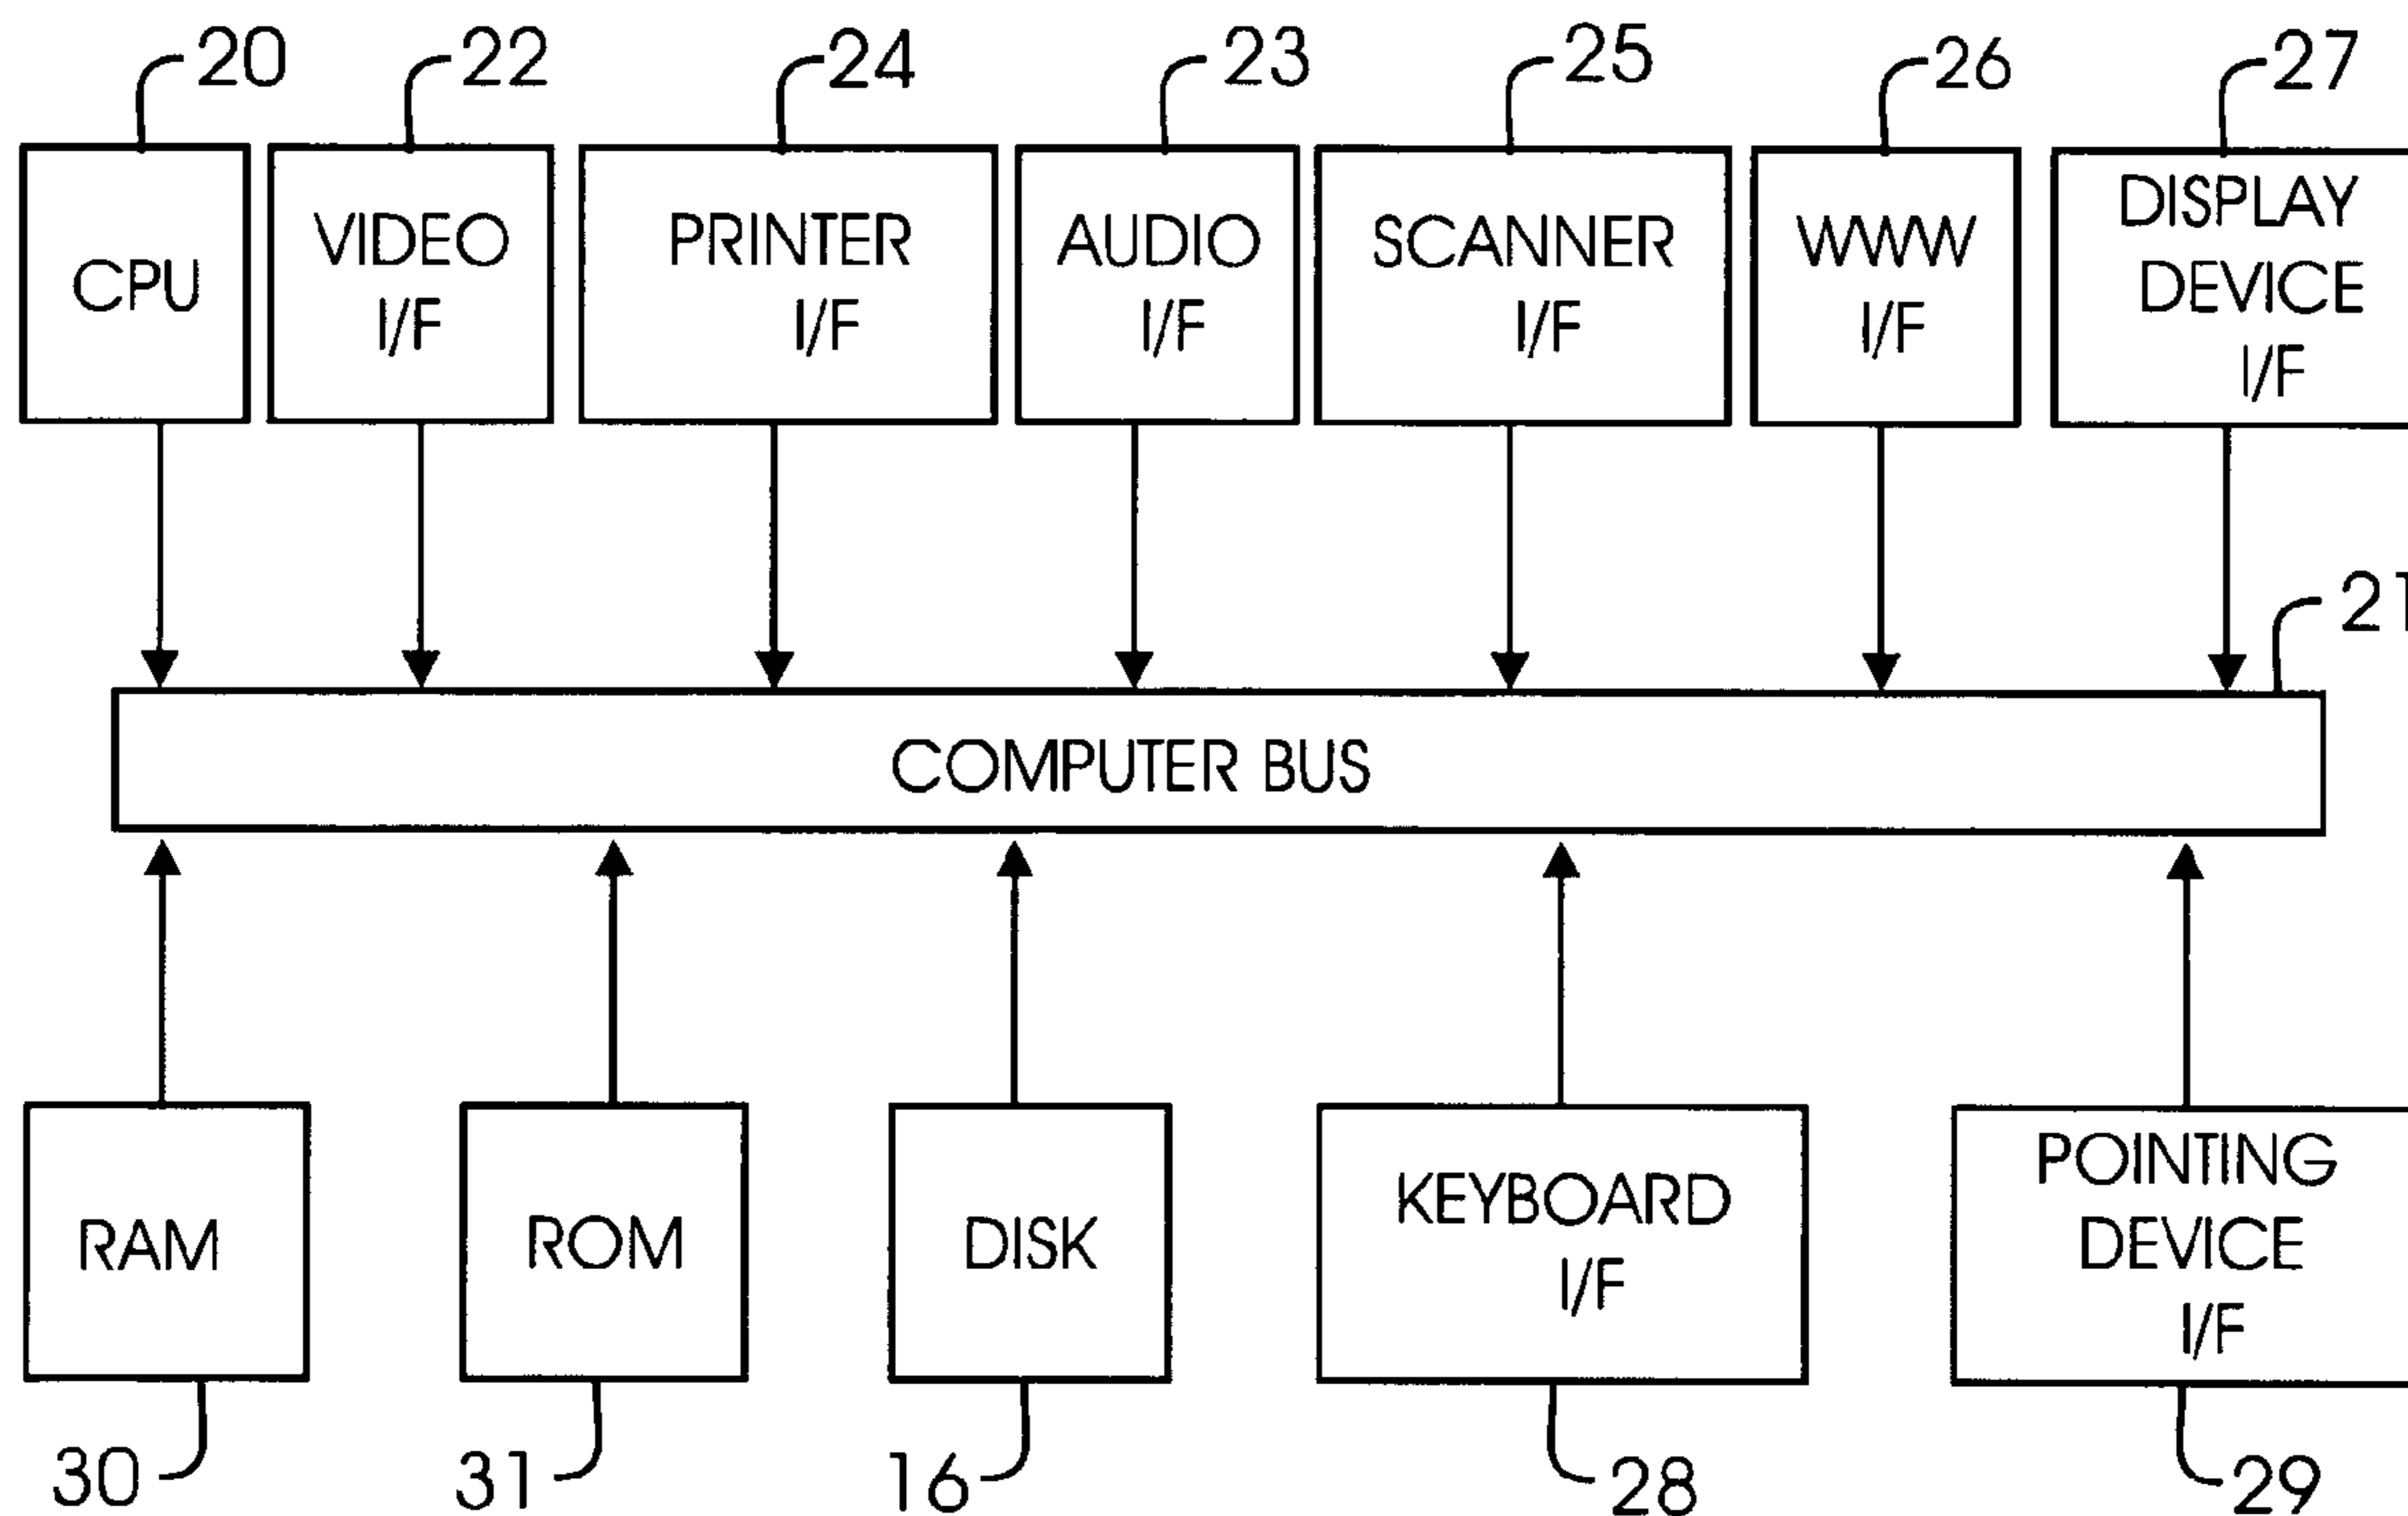 20 22 24 23 25 26 27
CPU
VIDEO
I/F
PRINTER
I/F
AUDIO
I/F
SCANNER
I/F
WWW
I/F
DISPLAY
DEVICE
I/F
21
COMPUTER BUS
RAM
ROM
DISK
KEYBOARD
I/F
POINTING
DEVICE
I/F
30 31 16 28 29